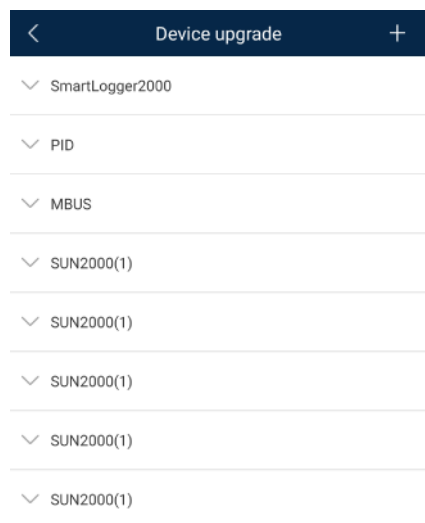 Device upgrade
SmartLogger2000
PID
MBUS
SUN2000(1)
SUN2000(1)
SUN2000(1)
SUN2000(1)
SUN2000(1)